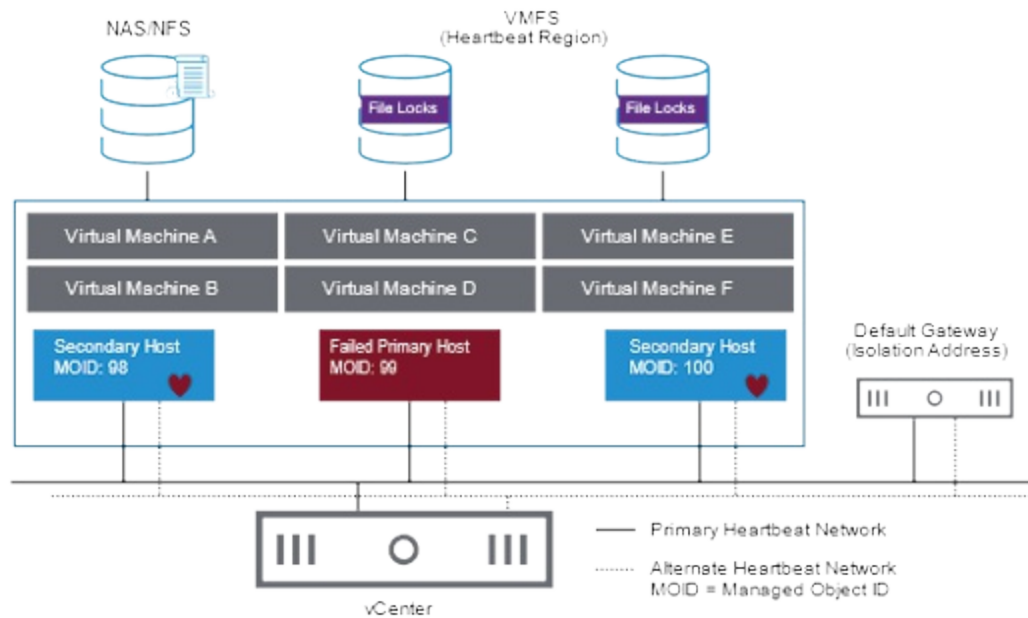 NAS/NFS
VMFS
(Heartbeat Region)
File Locks
File Locks
Virtual Machine A
Virtual Machine C
Virtual Machine E
Virtual Machine B
Virtual Machine D
Virtual Machine F
Secondary Host
MOID: 98
Failed Primary Host
MOID: 99
Secondary Host
MOID: 100
Default Gateway
(Isolation Address)
Primary Heartbeat Network
Alternate Heartbeat Network
MOID = Managed Object ID
vCenter